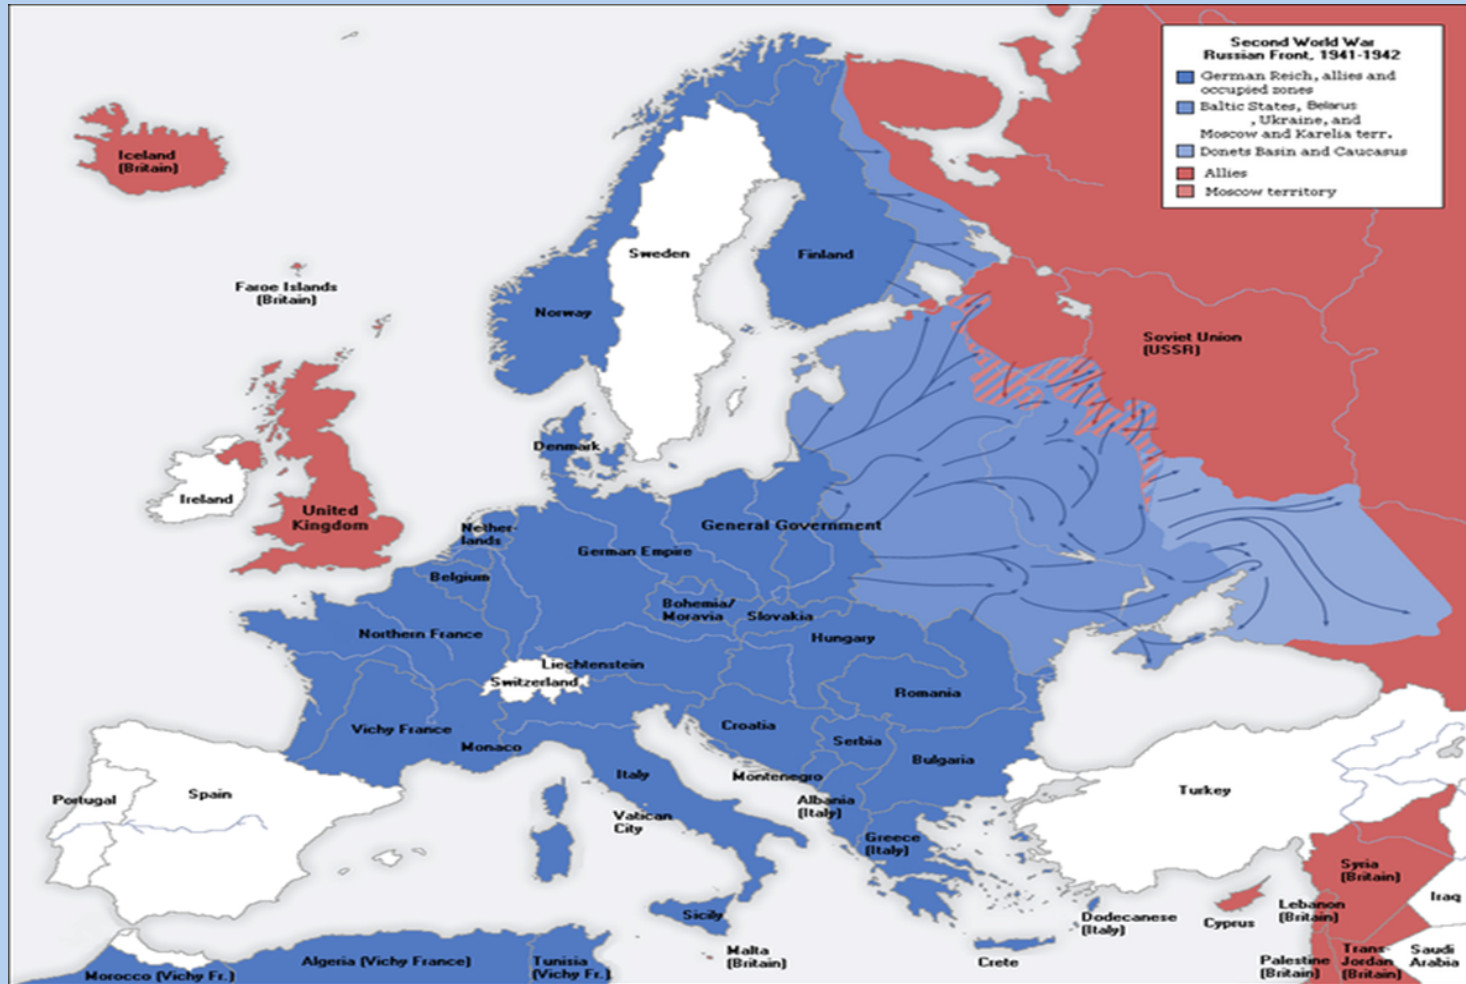 Second World War
Russian Front, 1941-1942
German Reich, allies and
occupied zones
Baltic States, Belarus
, Ukraine, and
Moscow and Karelia terr.
Donets Basin and Caucasus
Allies
Moscow territory
Iceland
(Britain)
Faroe Islands
(Britain)
Sweden
Finland
Norway
Soviet Union
(USSR)
Denmark
Ireland
United
Kingdom
Nether-
lands
General Government
German Empire
Belgium
Bohemia/
Moravia
Slovakia
Northern France
Hungary
Liechtenstein
Switzerland
Romania
Vichy France
Croatia
Serbia
Monaco
Bulgaria
Italy
Montenegro
Portugal
Spain
Turkey
Albania
(Italy)
Vatican
City
Greece
(Italy)
Syria
(Britain)
Iraq
Sicily
Dodecanese
(Italy)
Cyprus
Lebanon
(Britain)
Malta
(Britain)
Crete
Palestine
(Britain)
Trans-
Jordan
(Britain)
Saudi
Arabia
Morocco (Vichy Fr.)
Algeria (Vichy France)
Tunisia
(Vichy Fr.)